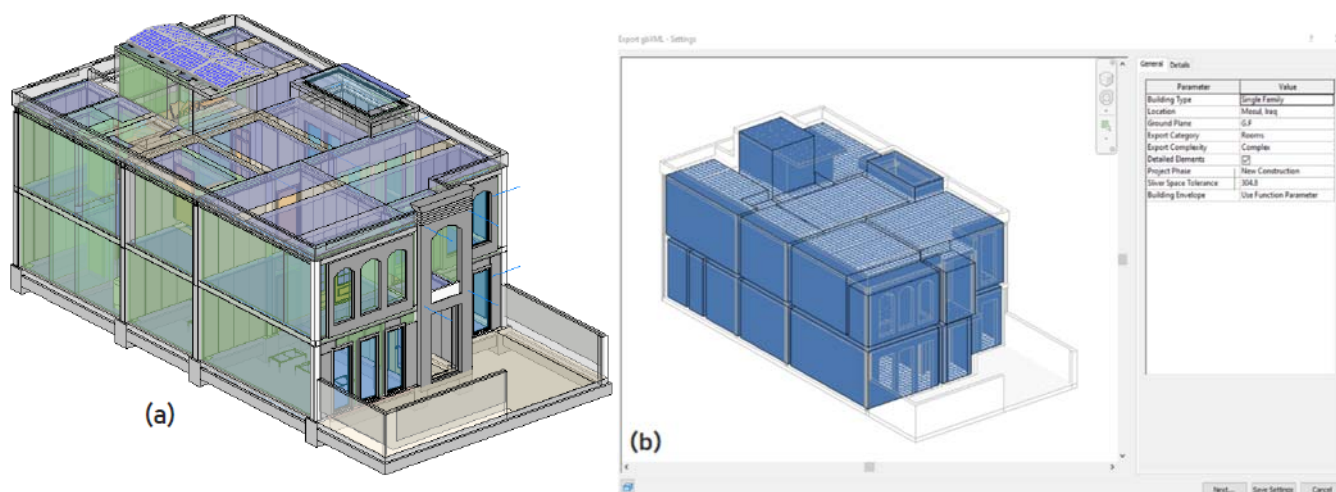 (a)
Export gbXML - Settings
?
General Details
Parameter Value
Building Type Single Family
Location Mosul, Iraq
Ground Plane G.F
Export Category Rooms
Export Complexity Complex
Detailed Elements
Project Phase New Construction
Sliver Space Tolerance 304.8
Building Envelope Use Function Parameter
(b)
Next... Save Settings Cancel